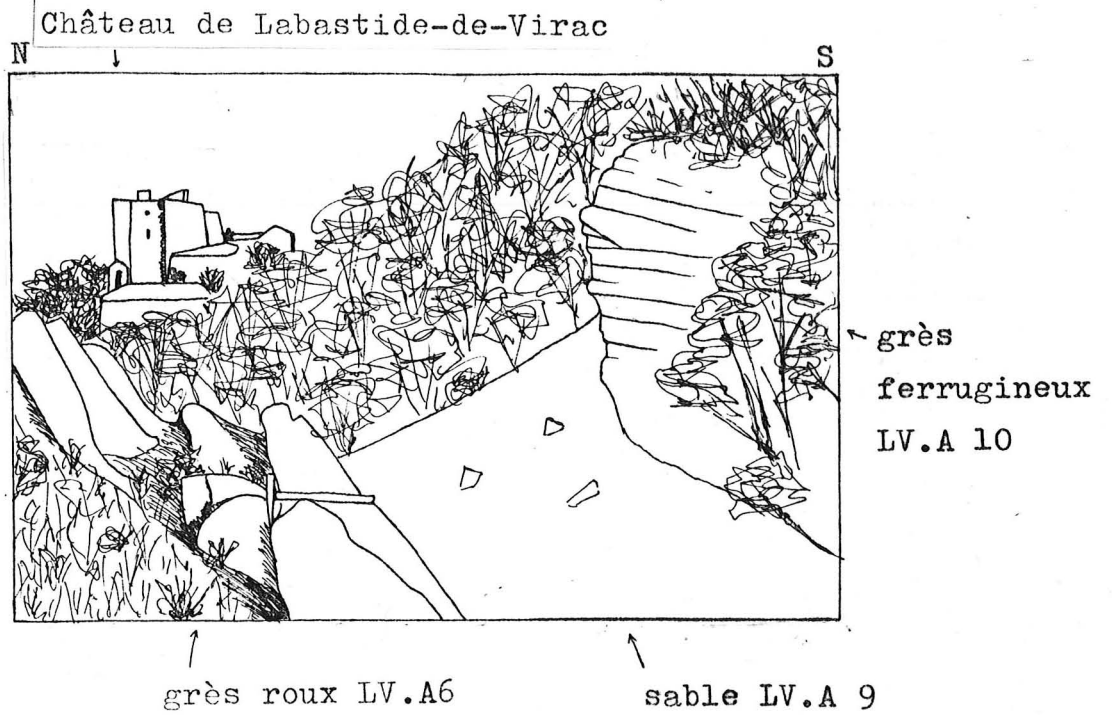 Château de Labastide-de-Virac
N S
grès
ferrugineux
LV.A 10
grès roux LV.A6
sable LV.A 9